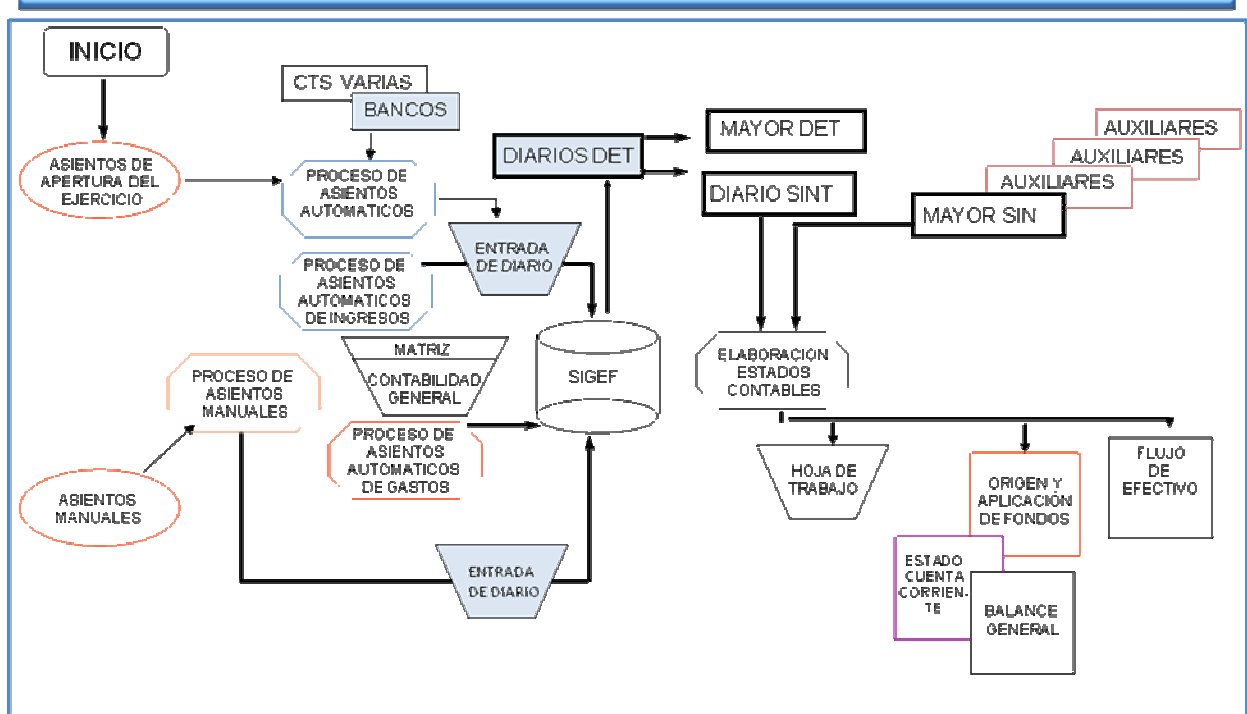 INICIO
CTS VARIAS
BANCOS
ASIENTOS DE
APERTURA DEL
EJERCICIO
PROCESO DE
ASIENTOS
AUTOMATICOS
DIARIOS DET
MAYOR DET
DIARIO SINT
AUXILIARES
AUXILIARES
AUXILIARES
MAYOR SIN
ENTRADA
DE DIARIO
PROCESO DE
ASIENTOS
AUTOMATICOS
DE INGRESOS
MATRIZ
CONTABILIDAD
GENERAL
SIGEF
ELABORACION
ESTADOS
CONTABLES
PROCESO DE
ASIENTOS
MANUALES
PROCESO DE
ASIENTOS
AUTOMATICOS
DE GASTOS
ASIENTOS
MANUALES
ENTRADA
DE DIARIO
HOJA DE
TRABAJO
ORIGEN Y
APLICACIÓN
DE FONDOS
FLUJO
DE
EFECTIVO
ESTADO
CUENTA
CORRIEN-
TE
BALANCE
GENERAL